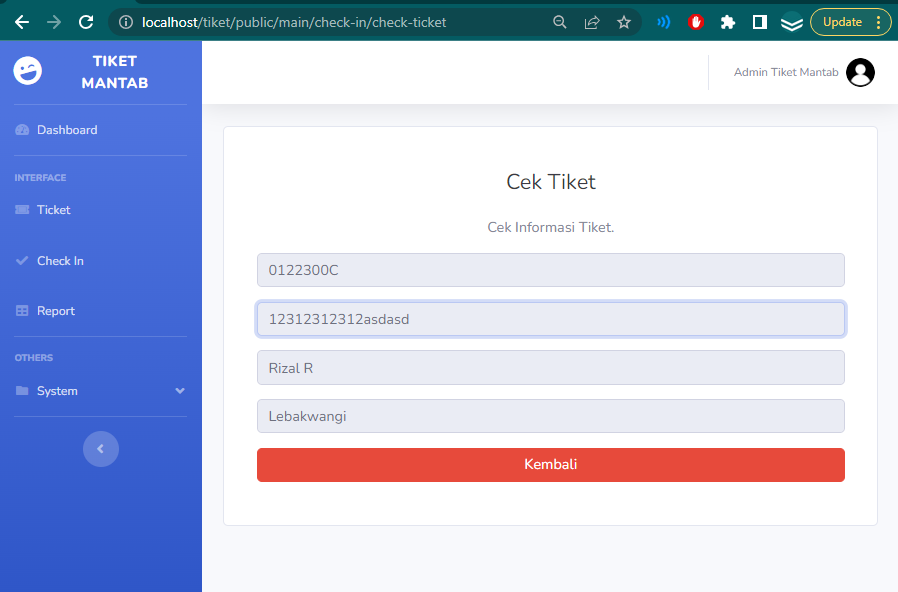 localhost/tiket/public/main/check-in/check-ticket
Update
TIKET
MANTAB
Admin Tiket Mantab
Dashboard
INTERFACE
Ticket
Check In
Report
OTHERS
System
Cek Tiket
Cek Informasi Tiket.
0122300C
12312312312asdasd
Rizal R
Lebakwangi
Kembali